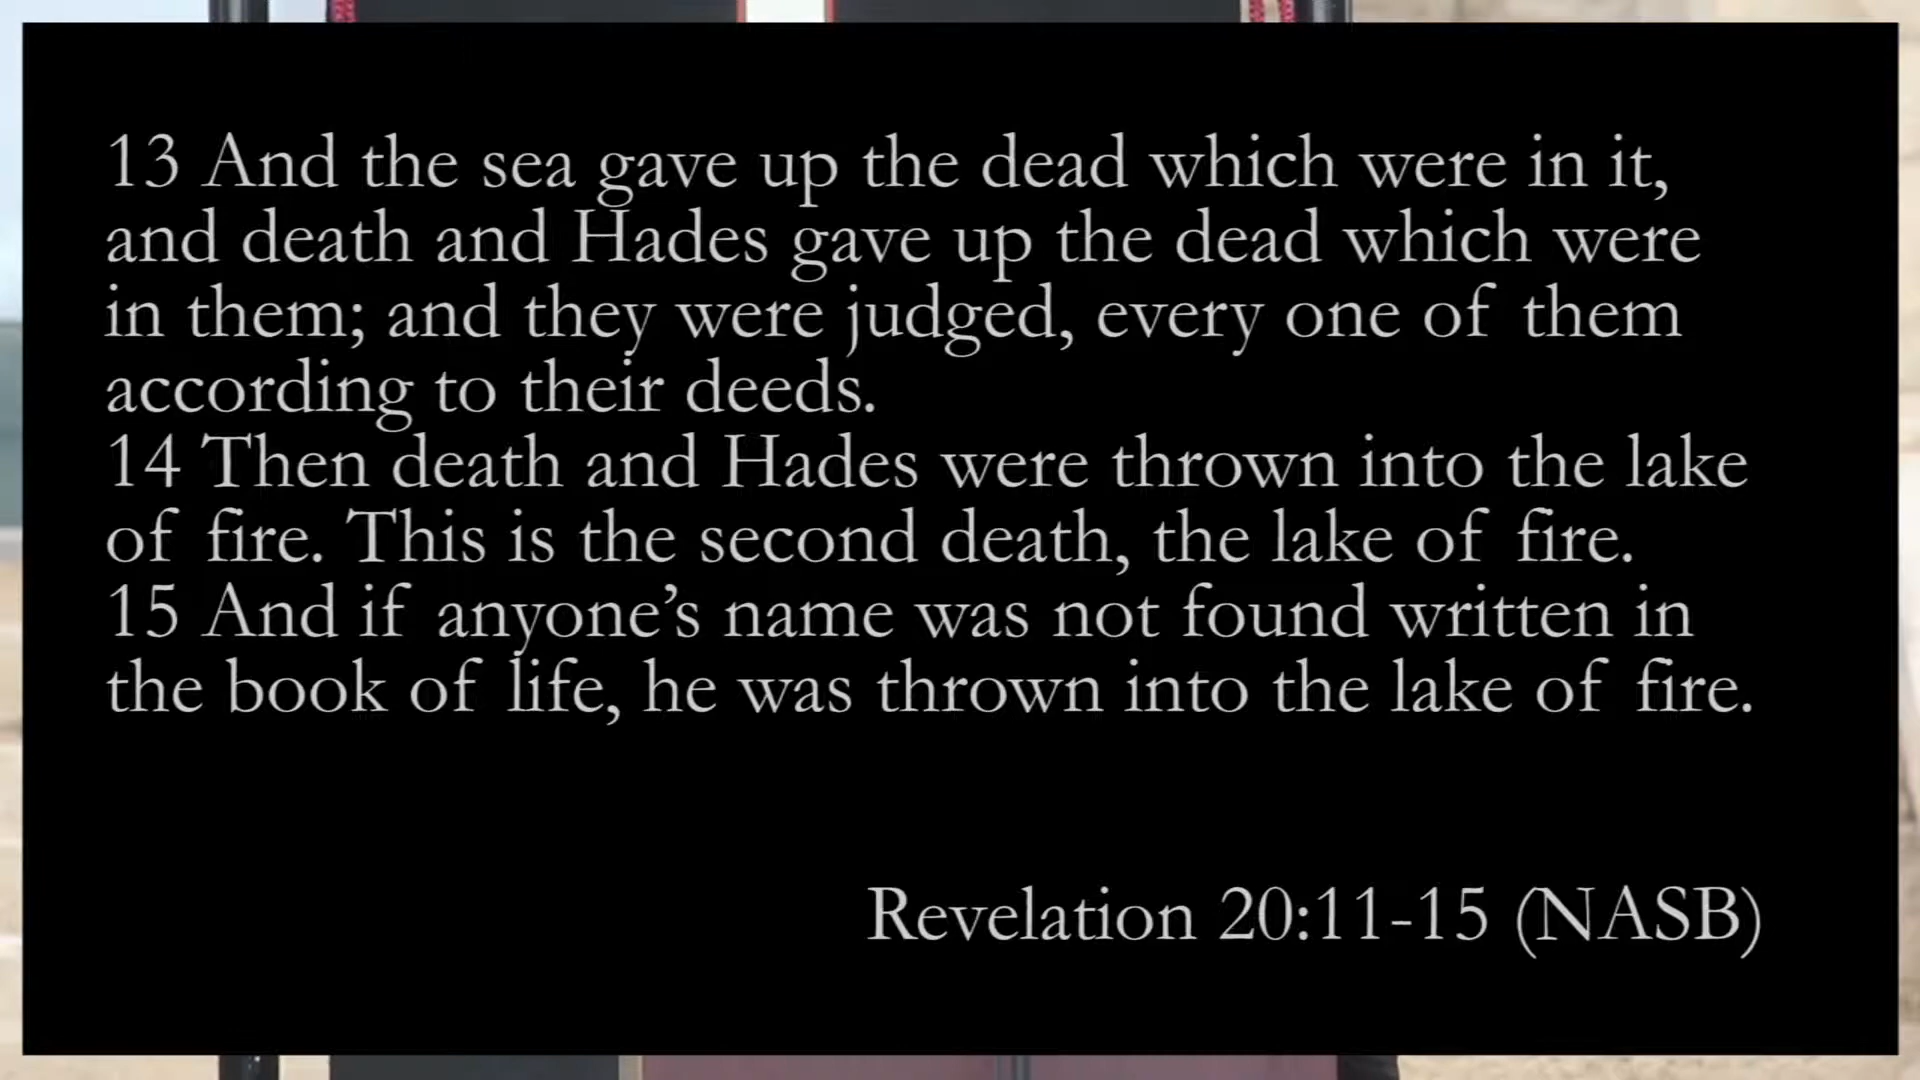 13 And the sea gave up the dead which were in it,
and death and Hades gave up the dead which were
in them; and they were judged, every one of them
according to their deeds.
14 Then death and Hades were thrown into the lake
of fire. This is the second death, the lake of fire.
15 And if anyone’s name was not found written in
the book of life, he was thrown into the lake of fire.
Revelation 20:11-15 (NASB)